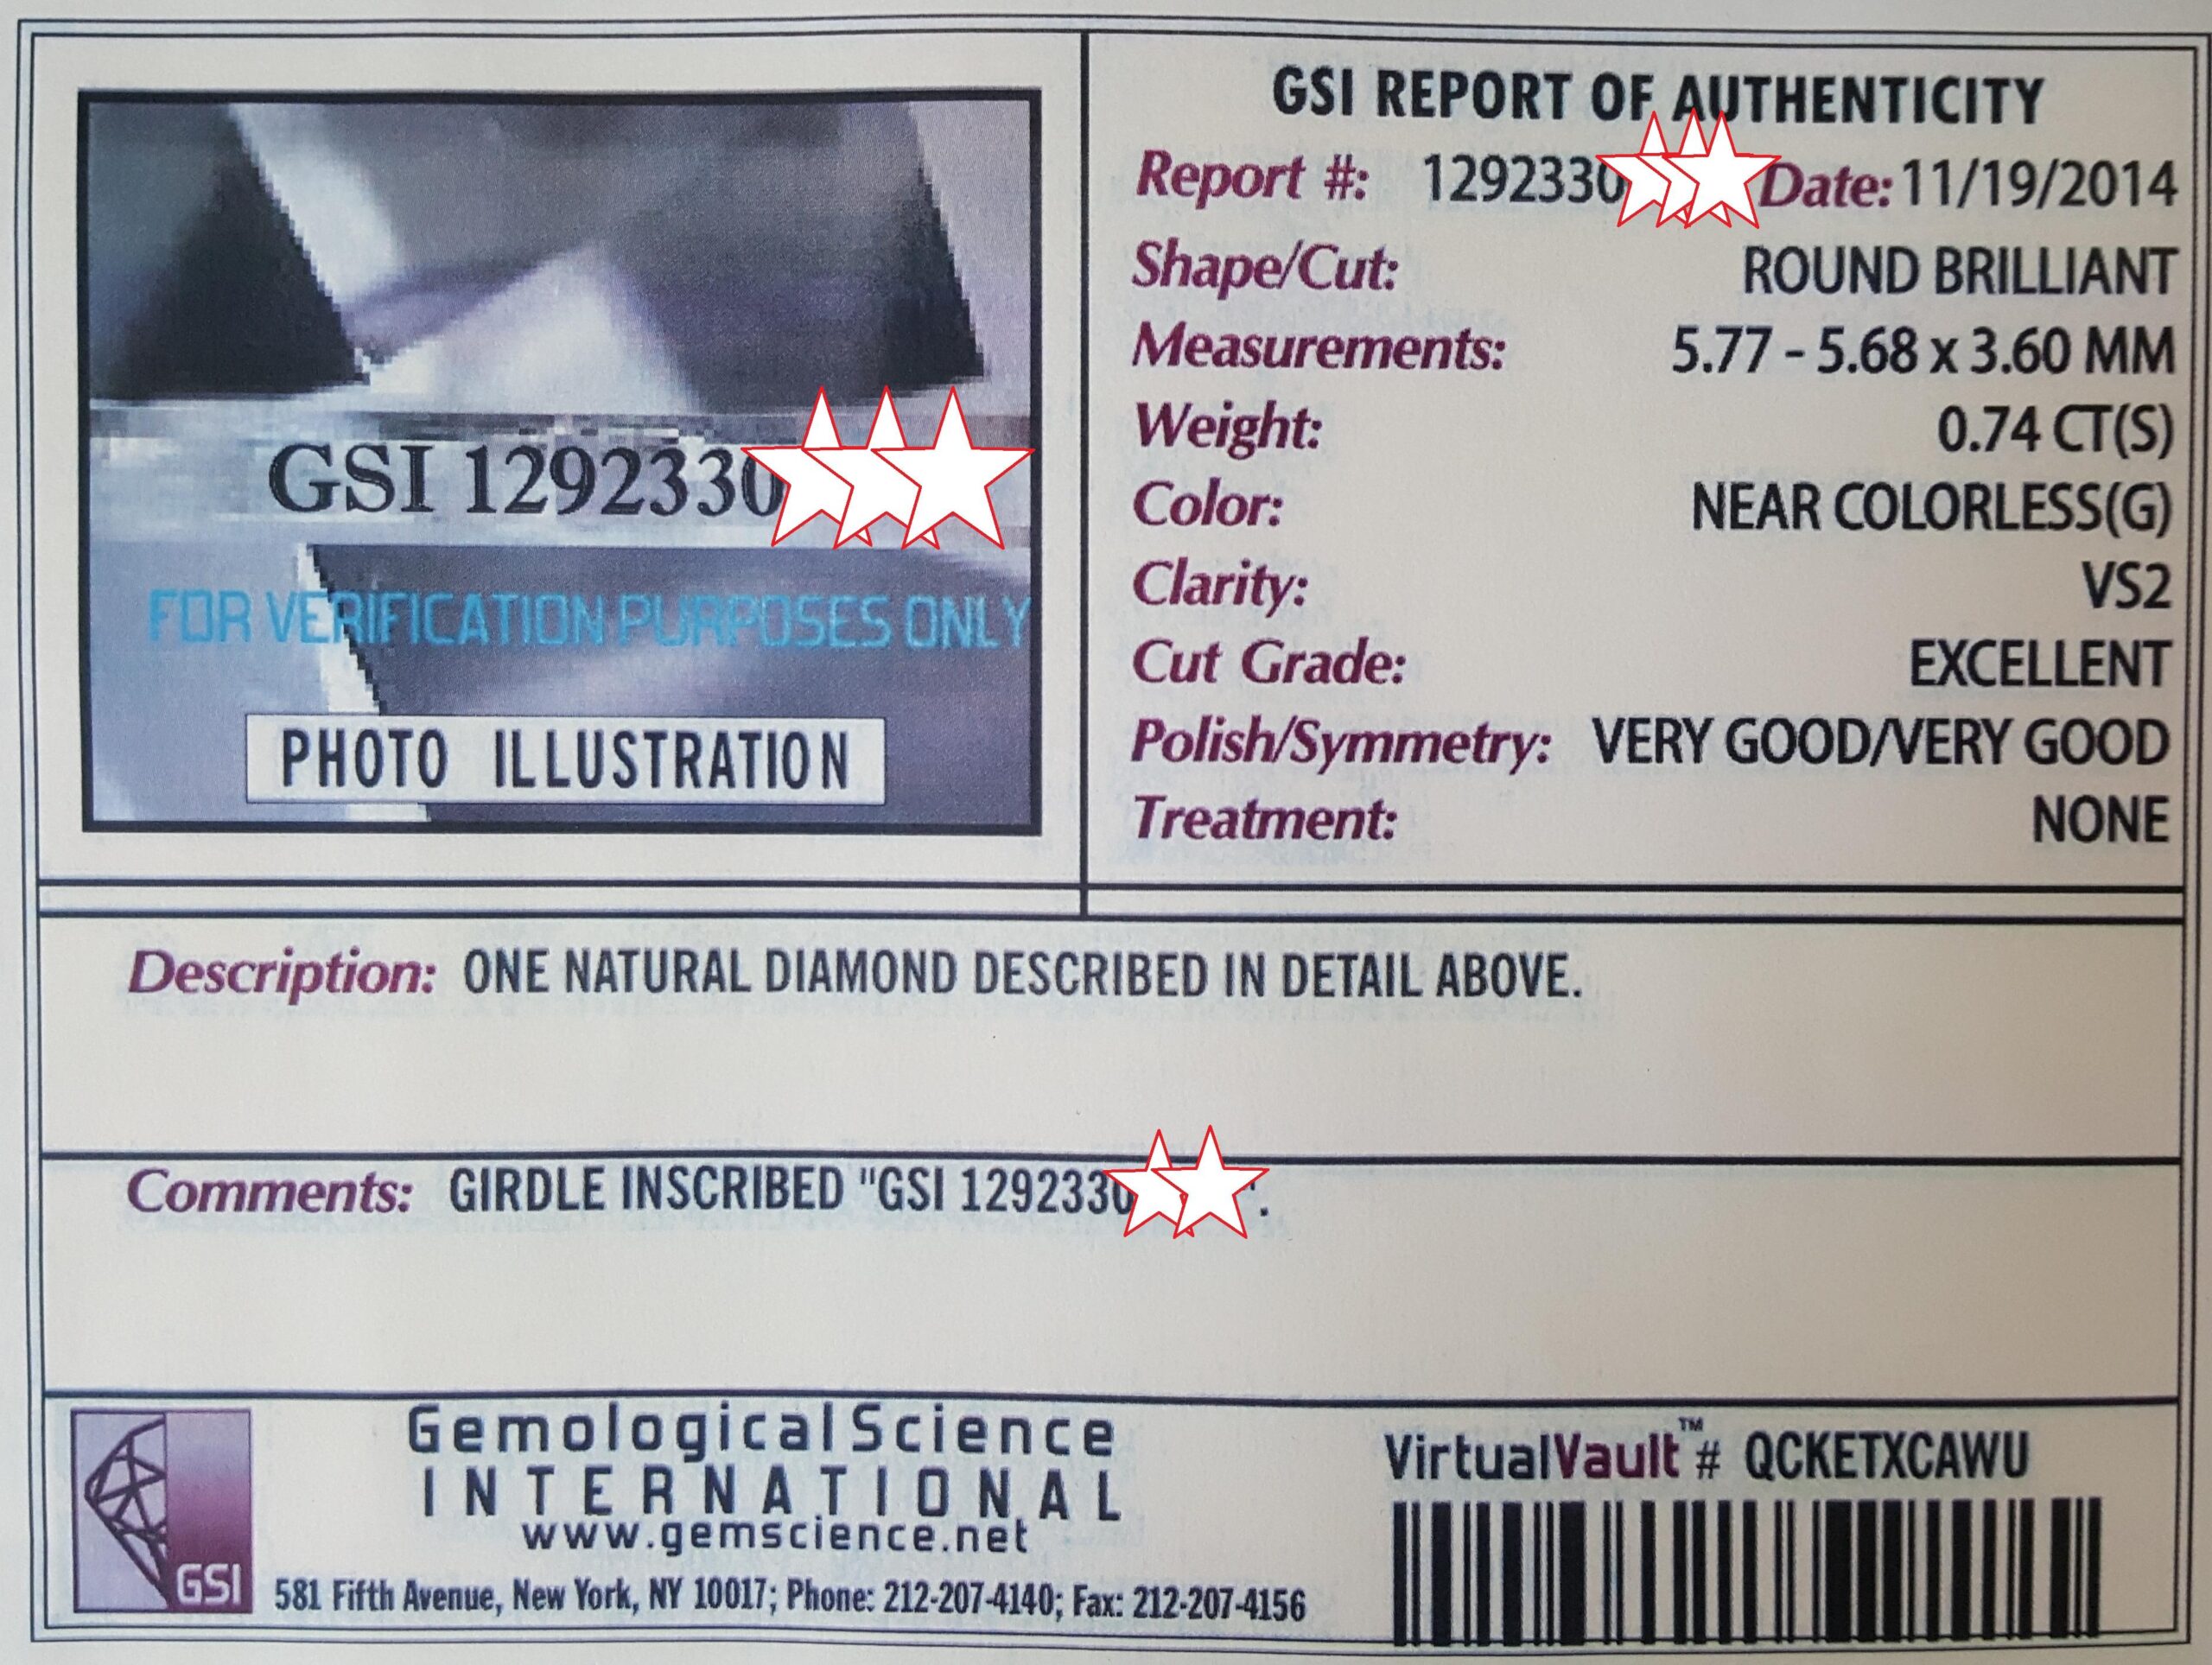 GSI 1292330
FOR VERIFICATION PURPOSES ONLY
PHOTO ILLUSTRATION
GSI REPORT OF AUTHENTICITY
Report #: 1292330 Date: 11/19/2014
Shape/Cut: ROUND BRILLIANT
Measurements: 5.77 - 5.68 x 3.60 MM
Weight: 0.74 CT(S)
Color: NEAR COLORLESS(G)
Clarity: VS2
Cut Grade: EXCELLENT
Polish/Symmetry: VERY GOOD/VERY GOOD
Treatment: NONE
Description: ONE NATURAL DIAMOND DESCRIBED IN DETAIL ABOVE.
Comments: GIRDLE INSCRIBED "GSI 1292330 ".
GSI
GemologicalScience
INTERNATIONAL
www.gemscience.net
581 Fifth Avenue, New York, NY 10017; Phone: 212-207-4140; Fax: 212-207-4156
VirtualVault™# QCKETXCAWU